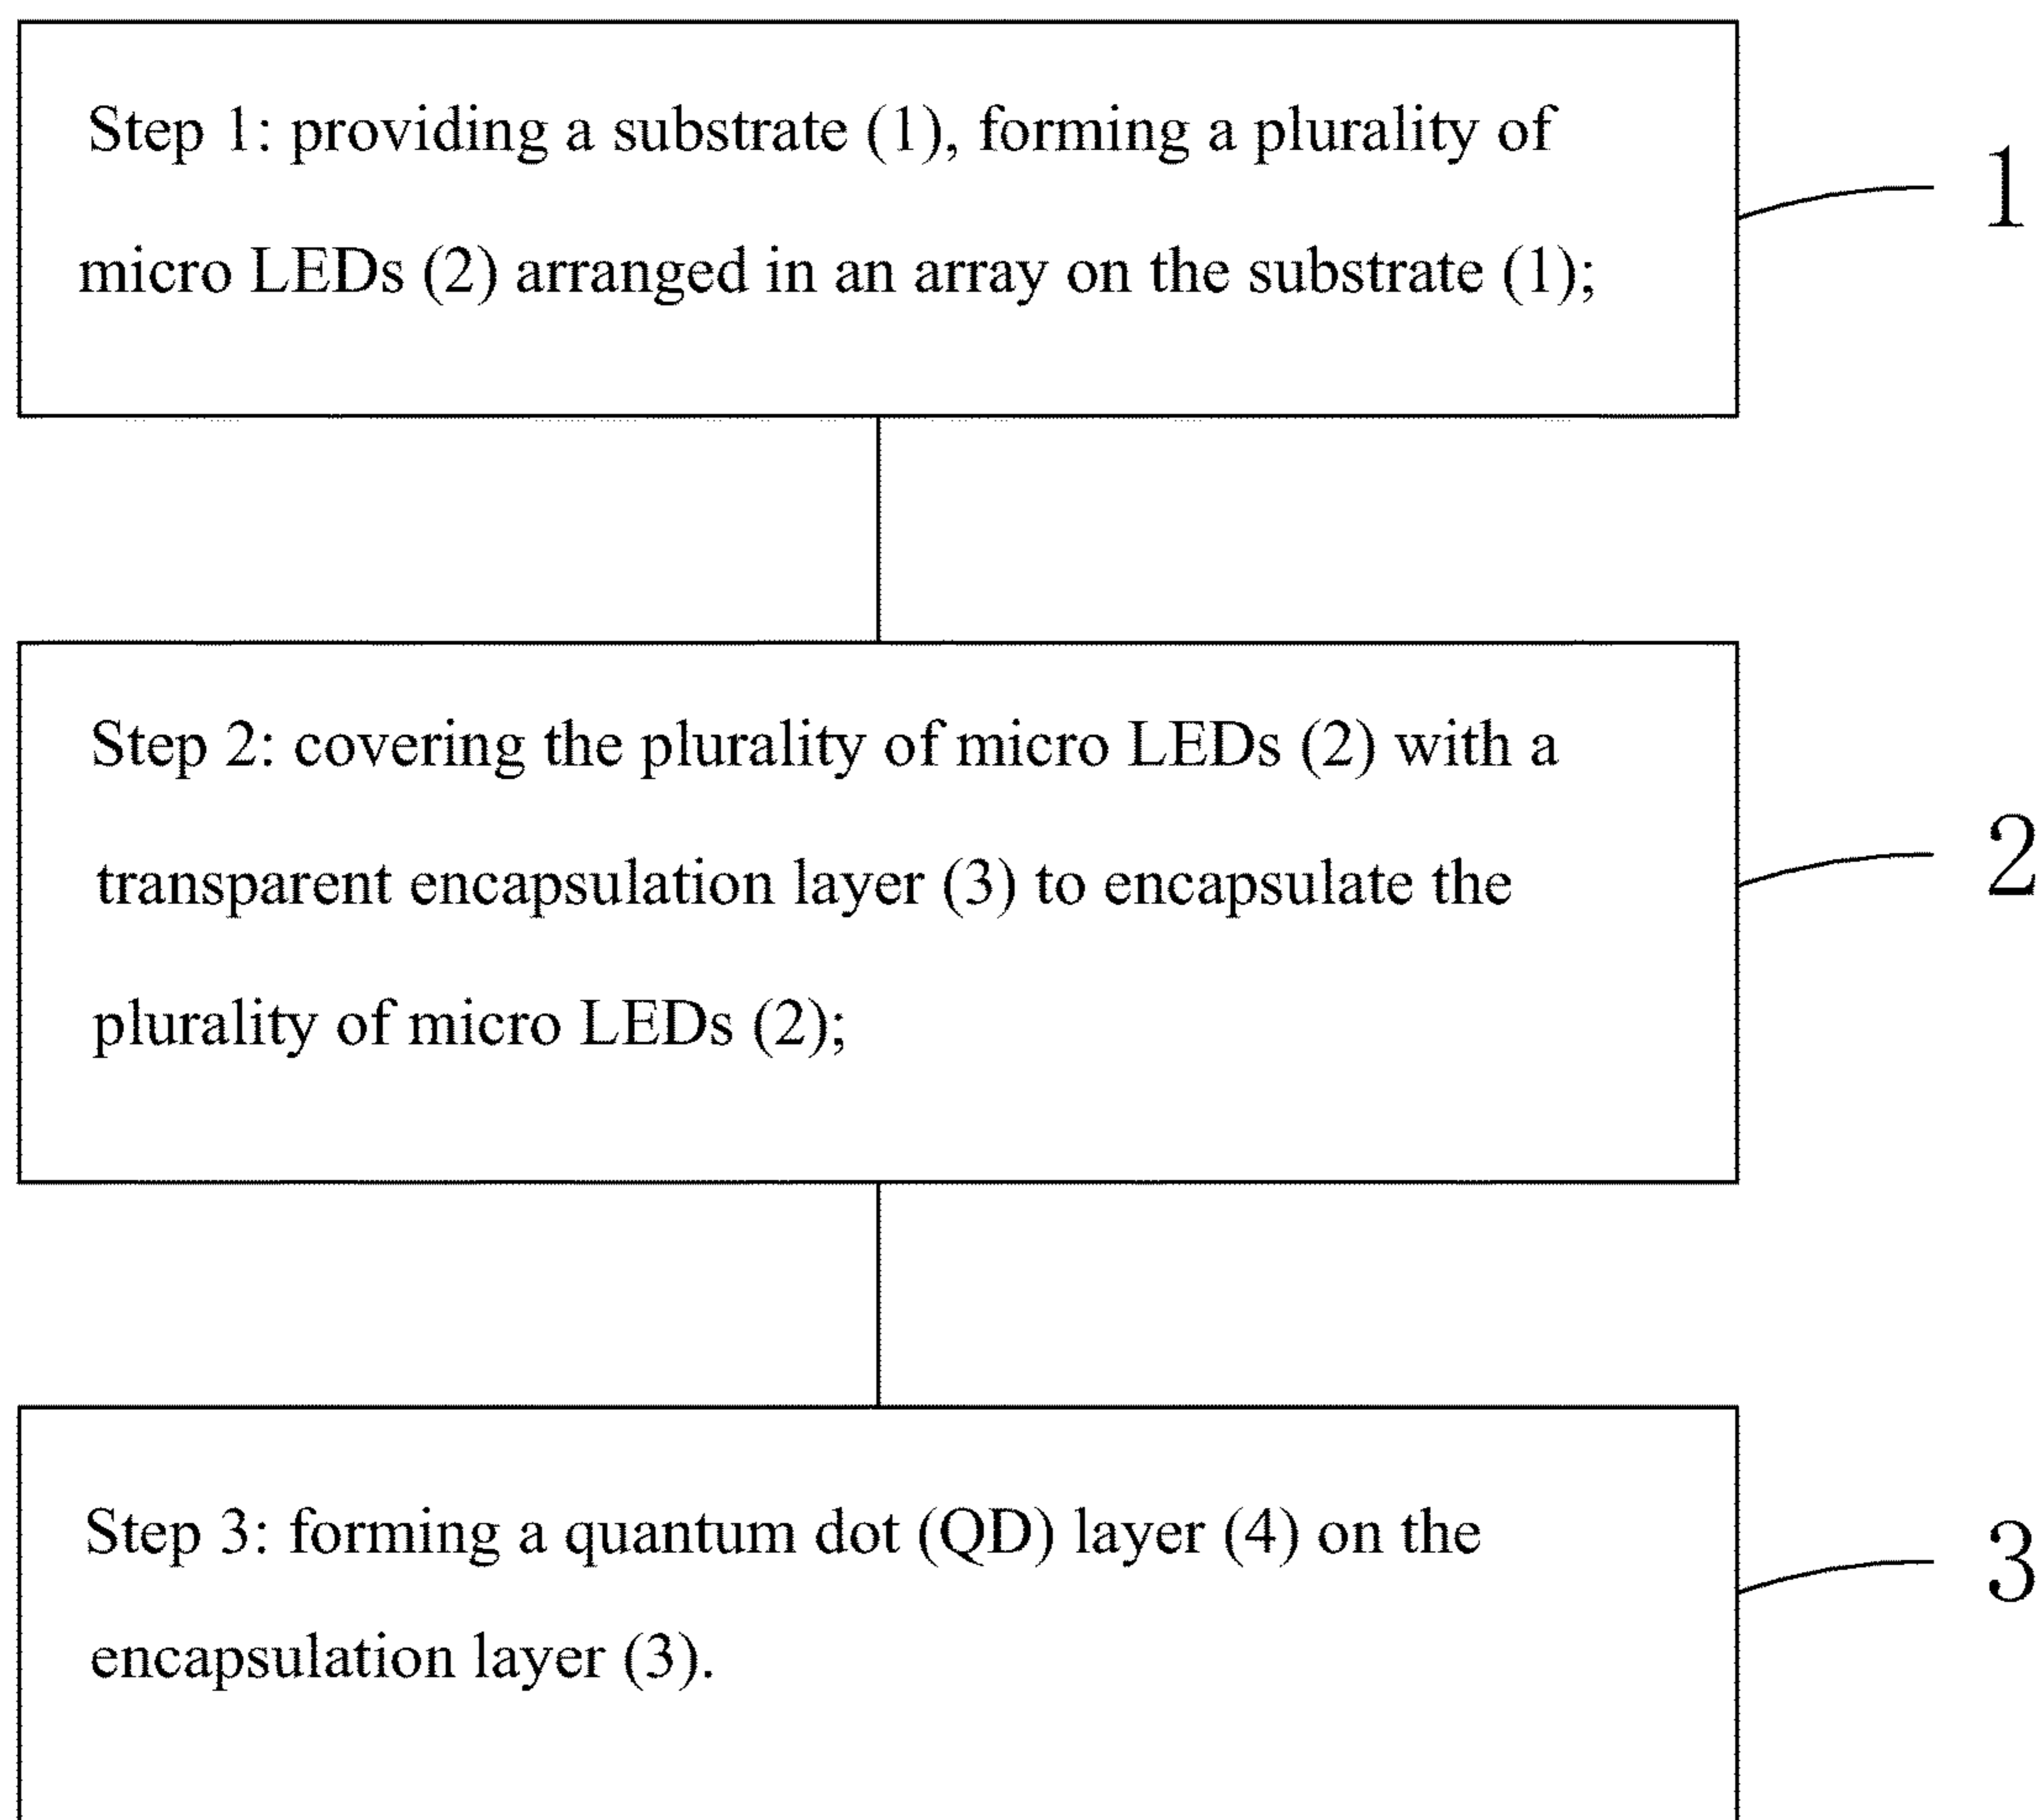 Step 1: providing a substrate (1), forming a plurality of
micro LEDs (2) arranged in an array on the substrate (1);
1
Step 2: covering the plurality of micro LEDs (2) with a
transparent encapsulation layer (3) to encapsulate the
plurality of micro LEDs (2);
2
Step 3: forming a quantum dot (QD) layer (4) on the
encapsulation layer (3).
3